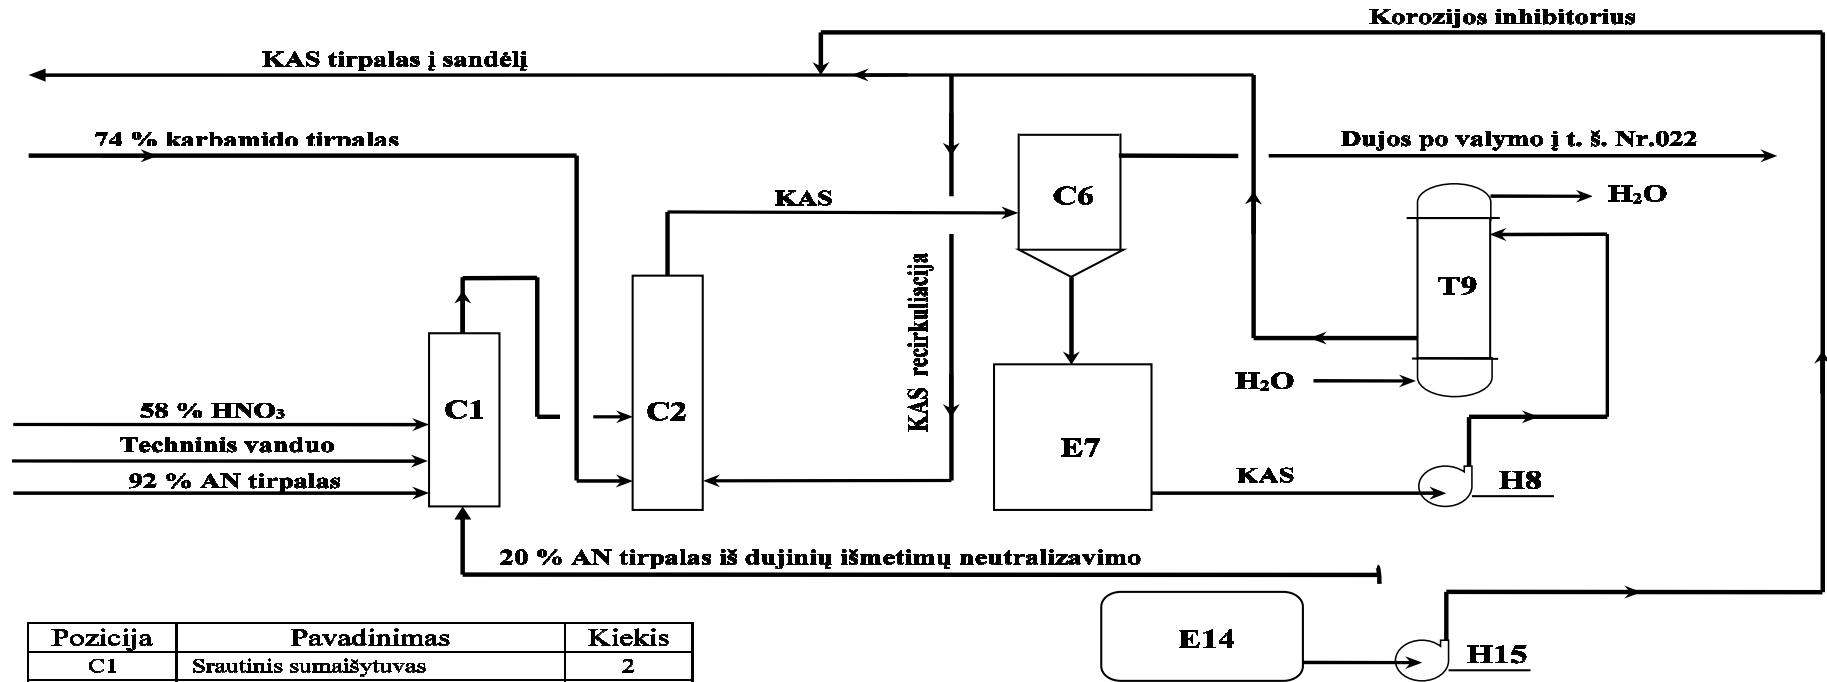 Korozijos inhibitorius
KAS tirpalas į sandėlį
74 % karbamido tirpalas
Dujos po valymo į t. š. Nr.022
KAS
C6
H₂O
T9
KAS recirkuliacija
H₂O
C1
C2
58 % HNO₃
Techninis vanduo
92 % AN tirpalas
E7
KAS
H8
20 % AN tirpalas iš dujinių išmetimų neutralizavimo
E14
H15
Pozicija Pavadinimas Kiekis
C1 Srautinis sumaišytuvas 2